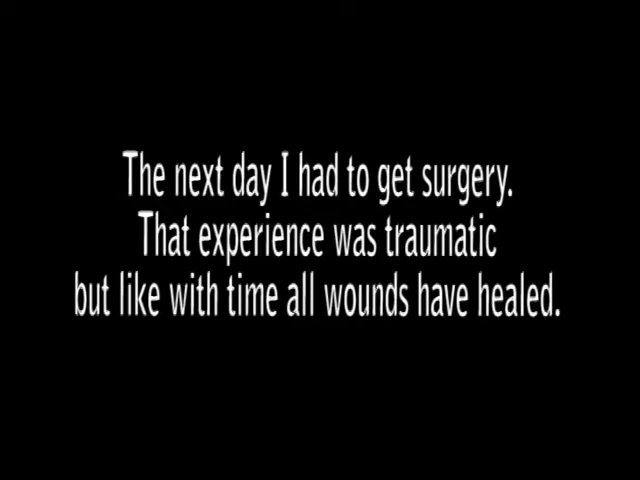 The next day I had to get surgery.
That experience was traumatic
but like with time all wounds have healed.